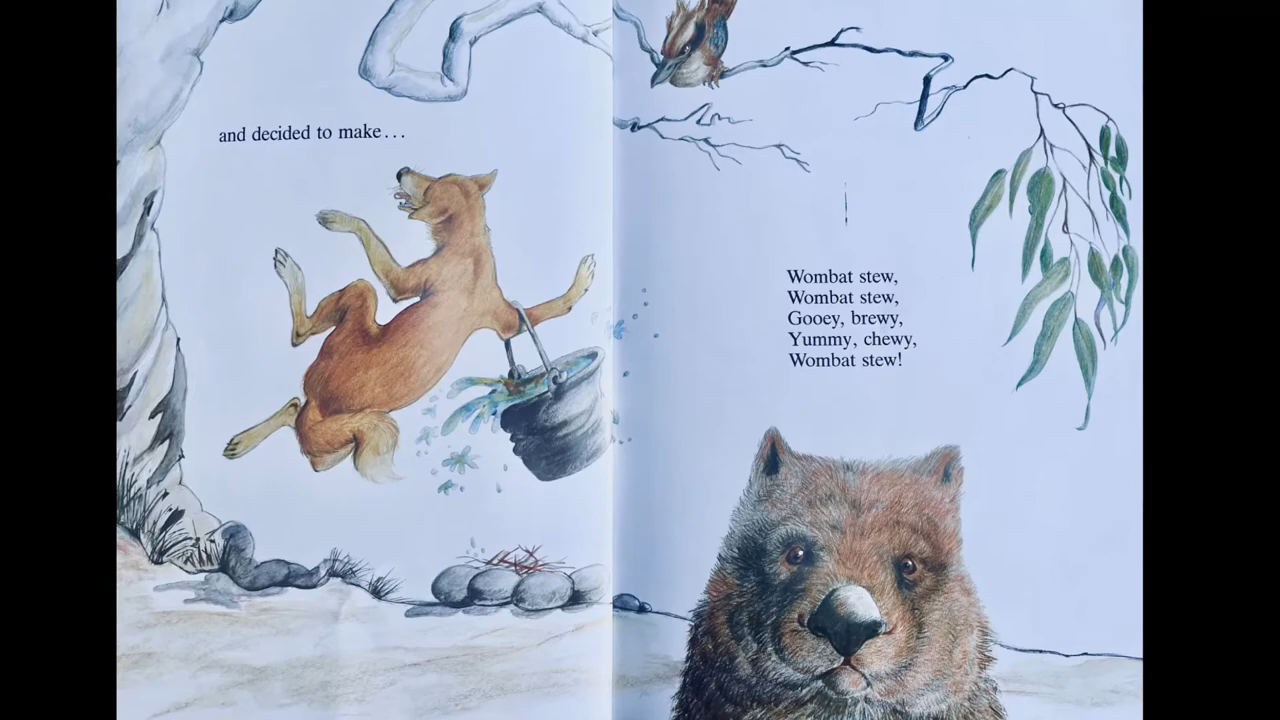 and decided to make...
Wombat stew,
Wombat stew,
Gooey, brewy,
Yummy, chewy,
Wombat stew!